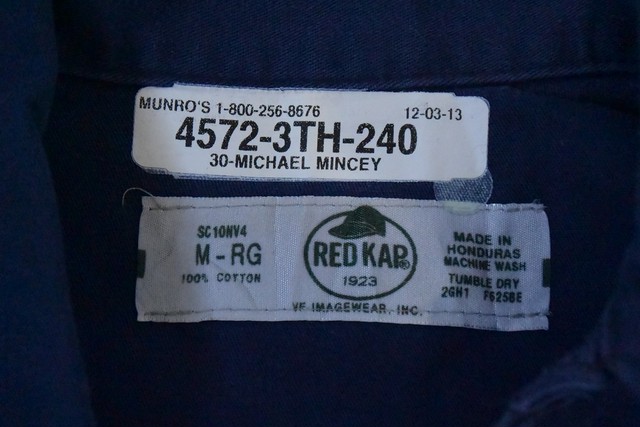 MUNRO'S 1-800-256-8676 12-03-13
4572-3TH-240
30-MICHAEL MINCEY
SC10NV4
M - RG
100% COTTON
RED KAP®
1923
VF IMAGEWEAR, INC.
MADE IN
HONDURAS
MACHINE WASH
TUMBLE DRY
2GH1 F5258E